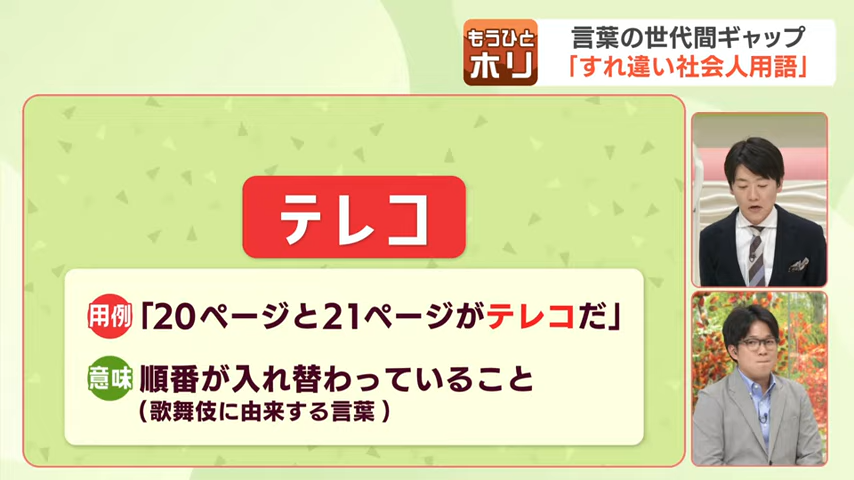 もうひと
ホリ
言葉の世代間ギャップ
「すれ違い社会人用語」
テレコ
用例「20ページと21ページがテレコだ」
意味 順番が入れ替わっていること
(歌舞伎に由来する言葉)